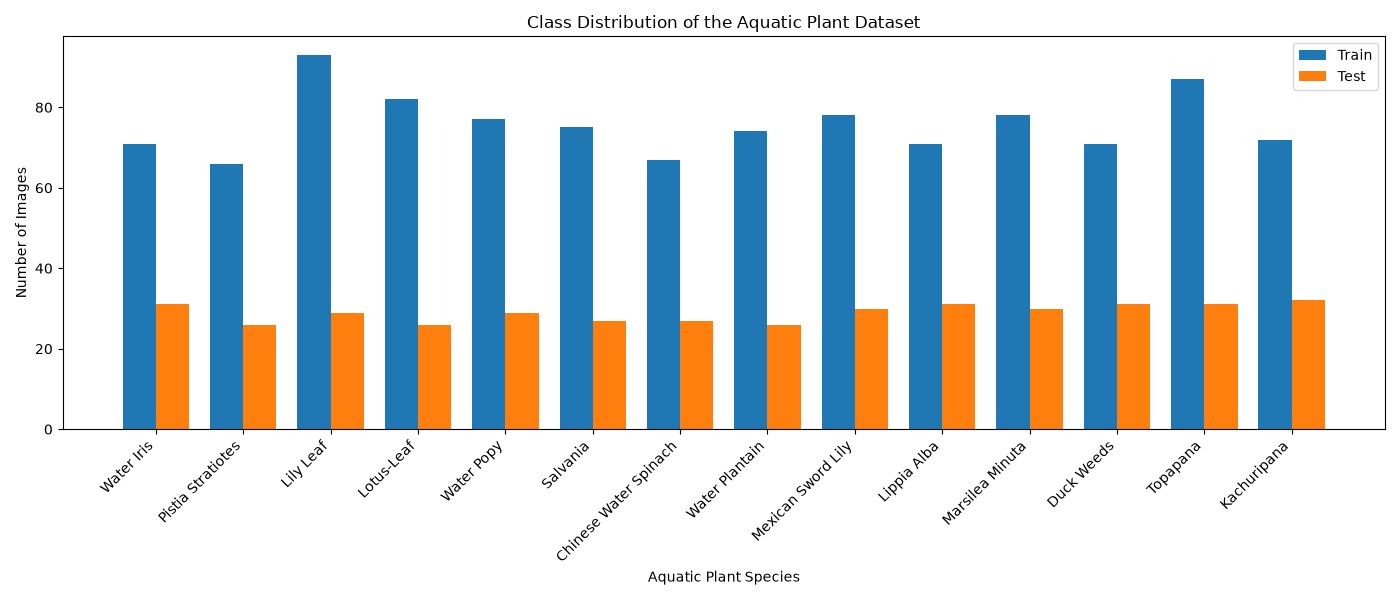 Class Distribution of the Aquatic Plant Dataset
Train
Test
Number of Images
80
60
40
20
0
Water Iris
Pistia Stratiotes
Lily Leaf
Lotus-Leaf
Water Popy
Salvania
Chinese Water Spinach
Water Plantain
Mexican Sword Lily
Lippia Alba
Marsilea Minuta
Duck Weeds
Topapana
Kachuripana
Aquatic Plant Species